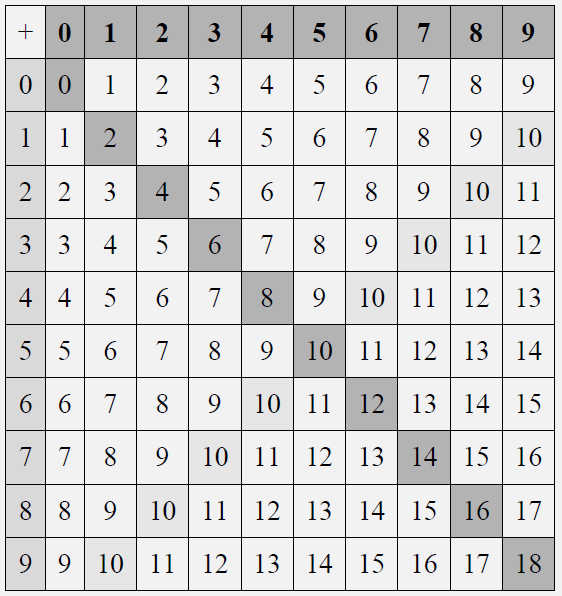 + 0 1 2 3 4 5 6 7 8 9
0 0 1 2 3 4 5 6 7 8 9
1 1 2 3 4 5 6 7 8 9 10
2 2 3 4 5 6 7 8 9 10 11
3 3 4 5 6 7 8 9 10 11 12
4 4 5 6 7 8 9 10 11 12 13
5 5 6 7 8 9 10 11 12 13 14
6 6 7 8 9 10 11 12 13 14 15
7 7 8 9 10 11 12 13 14 15 16
8 8 9 10 11 12 13 14 15 16 17
9 9 10 11 12 13 14 15 16 17 18